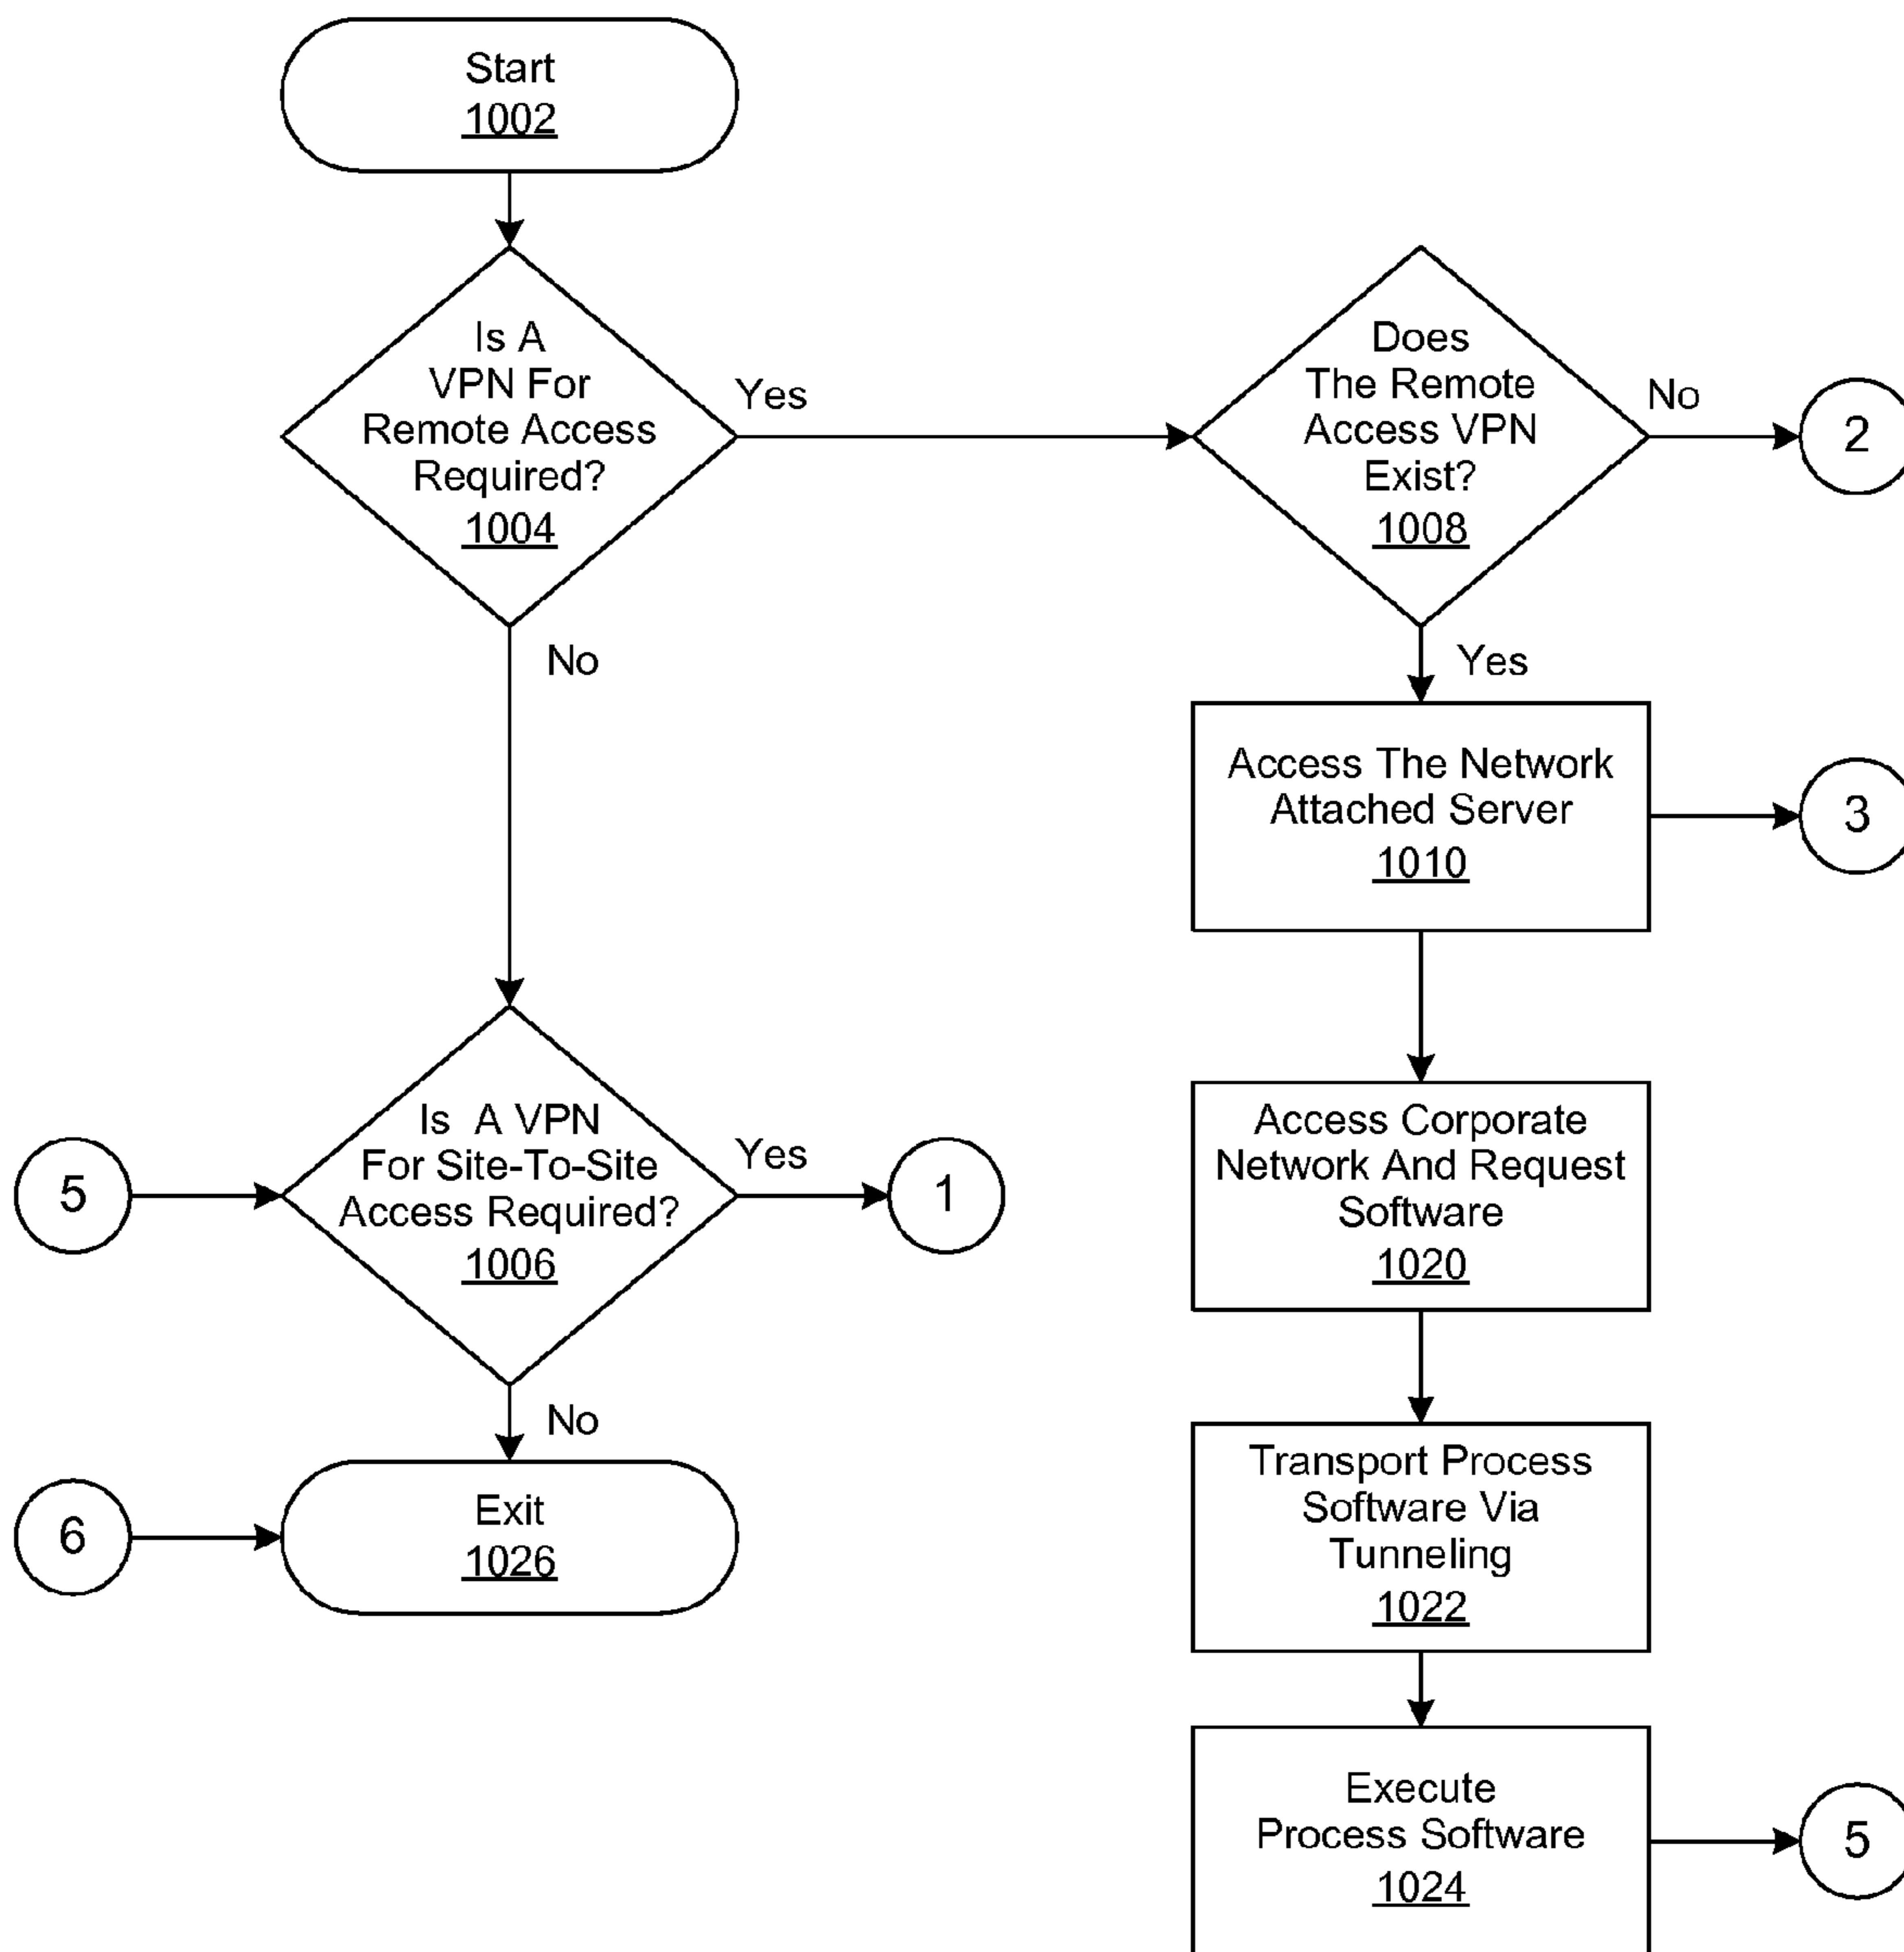 Start
1002
Is A
VPN For
Remote Access
Required?
1004
Yes
No
Does
The Remote
Access VPN
Exist?
1008
No
2
Yes
Access The Network
Attached Server
1010
3
Is A VPN
For Site-To-Site
Access Required?
1006
5
Yes
1
No
Access Corporate
Network And Request
Software
1020
6
Exit
1026
Transport Process
Software Via
Tunneling
1022
Execute
Process Software
1024
5